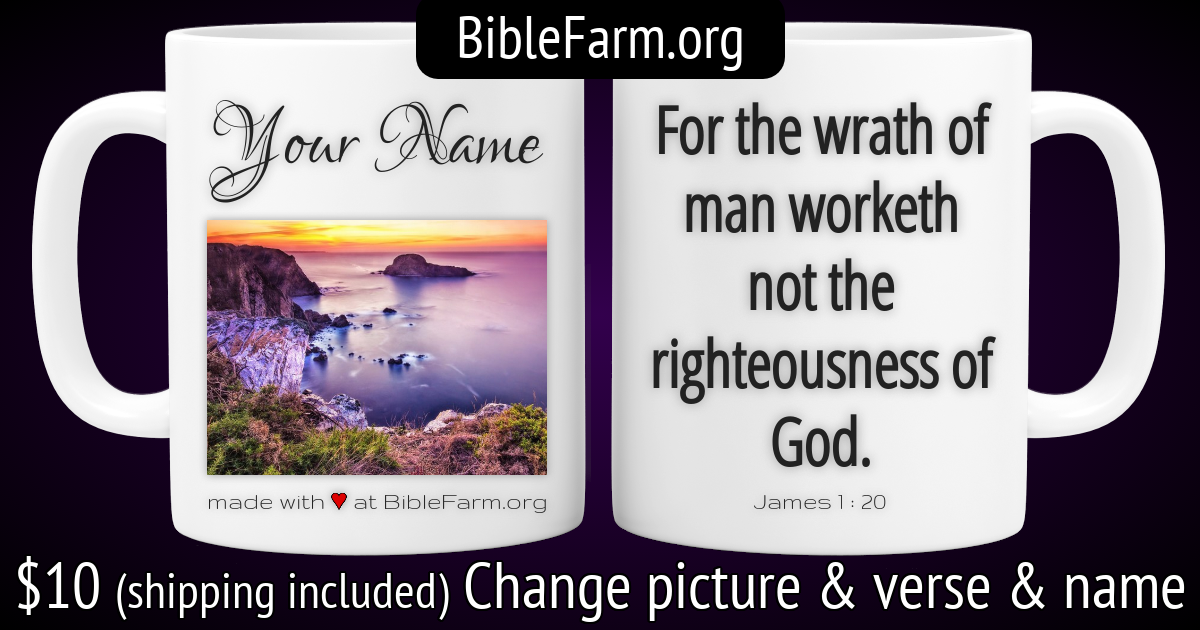 BibleFarm.org
Your Name
made with ♥ at BibleFarm.org
For the wrath of
man worketh
not the
righteousness of
God.
James 1 : 20
$10 (shipping included) Change picture & verse & name